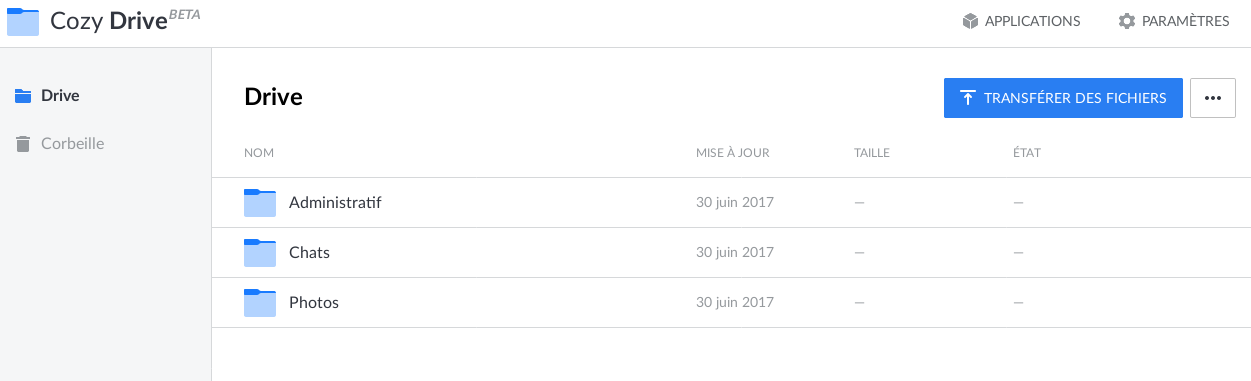 Cozy Drive BETA
APPLICATIONS
PARAMÈTRES
Drive
Corbeille
Drive
TRANSFÉRER DES FICHIERS
NOM MISE À JOUR TAILLE ÉTAT
Administratif 30 juin 2017 — —
Chats 30 juin 2017 — —
Photos 30 juin 2017 — —